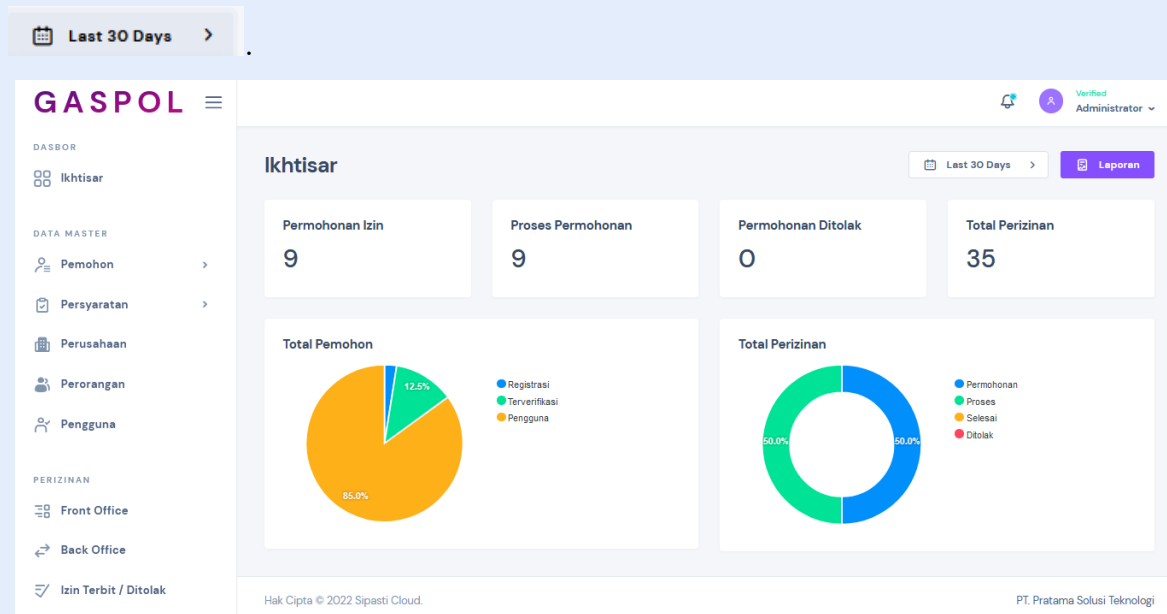 Last 30 Days
.
GASPOL
Verified
Administrator
DASBOR
Ikhtisar
DATA MASTER
Pemohon
Persyaratan
Perusahaan
Perorangan
Pengguna
PERIZINAN
Front Office
Back Office
Izin Terbit / Ditolak
Ikhtisar
Last 30 Days
Laporan
Permohonan Izin
9
Proses Permohonan
9
Permohonan Ditolak
0
Total Perizinan
35
Total Pemohon
12.5%
85.0%
Registrasi
Terverifikasi
Pengguna
Total Perizinan
50.0%
50.0%
Permohonan
Proses
Selesai
Ditolak
Hak Cipta © 2022 Sipasti Cloud.
PT. Pratama Solusi Teknologi